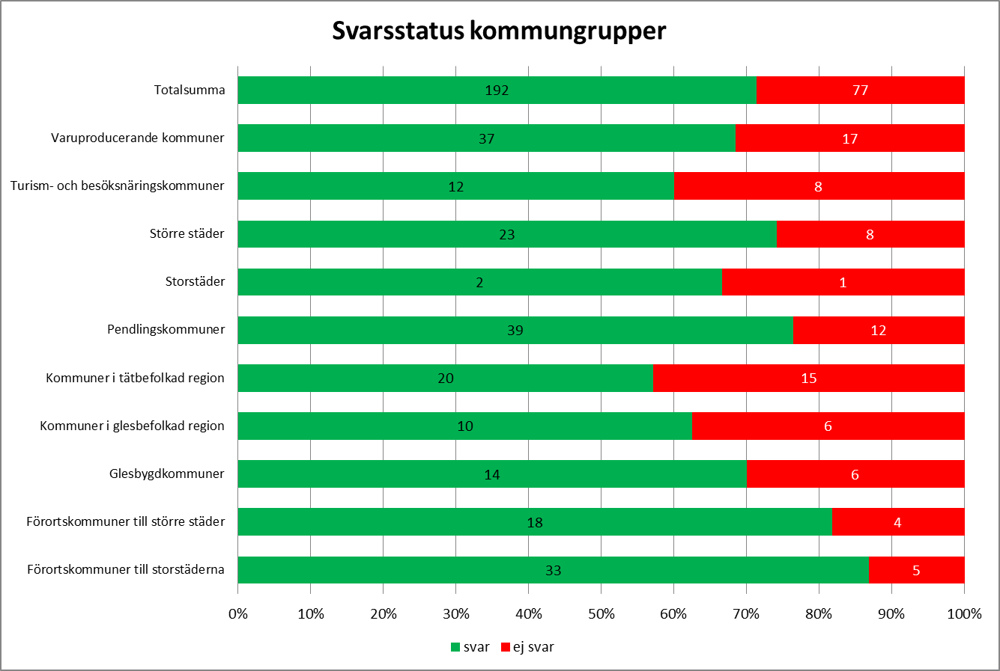 Svarsstatus kommungrupper
Totalsumma 192 77
Varuproducerande kommuner 37 17
Turism- och besöksnäringskommuner 12 8
Större städer 23 8
Storstäder 2 1
Pendlingskommuner 39 12
Kommuner i tätbefolkad region 20 15
Kommuner i glesbefolkad region 10 6
Glesbygdkommuner 14 6
Förortskommuner till större städer 18 4
Förortskommuner till storstäderna 33 5
0% 10% 20% 30% 40% 50% 60% 70% 80% 90% 100%
svar ej svar